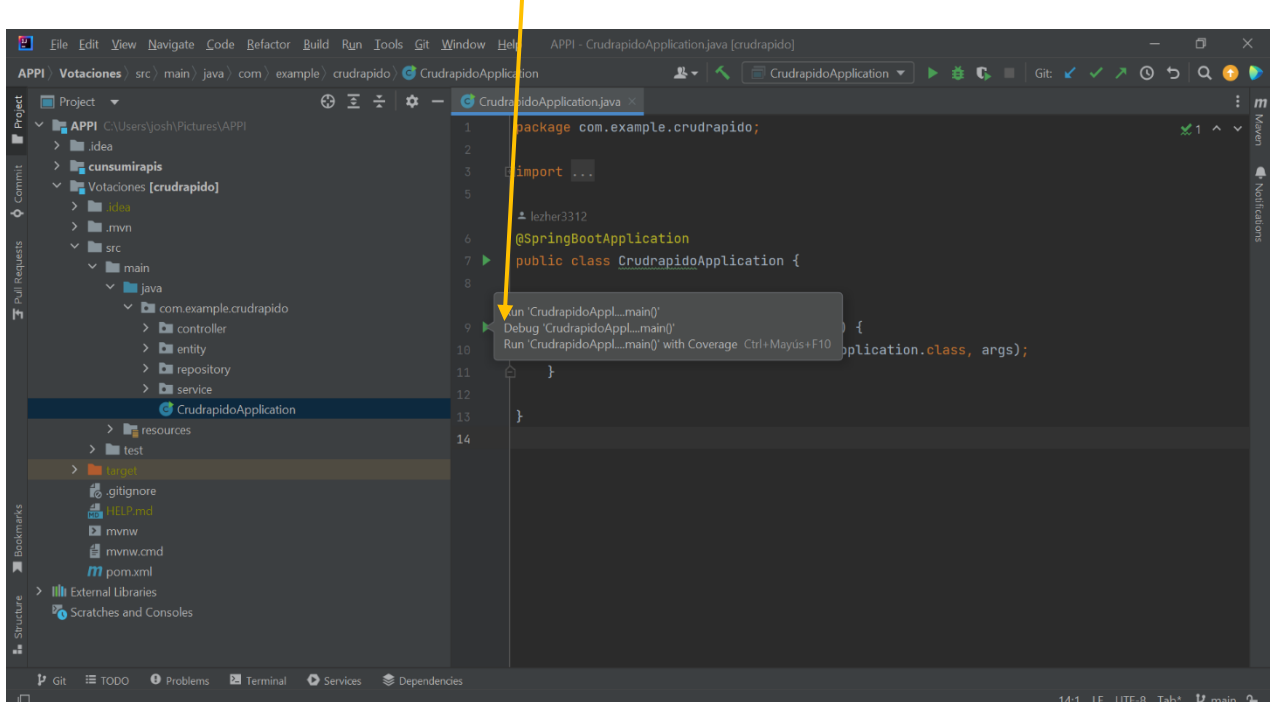 File Edit View Navigate Code Refactor Build Run Tools Git Window Help APPI - CrudrapidoApplication.java [crudrapido]
APPI Votaciones src main java com example crudrapido CrudrapidoApplication
CrudrapidoApplication
Git:
Project
CrudrapidoApplication.java
APPI C:\Users\josh\Pictures\APPI
.idea
cunsumirapis
Votaciones [crudrapido]
.idea
.mvn
src
main
java
com.example.crudrapido
controller
entity
repository
service
CrudrapidoApplication
resources
test
target
.gitignore
HELP.md
mvnw
mvnw.cmd
pom.xml
External Libraries
Scratches and Consoles
1 package com.example.crudrapido;
1
2
3 import ...
5
lezher3312
6 @SpringBootApplication
7 public class CrudrapidoApplication {
8
Run 'CrudrapidoAppl....main()'
9 ) {
Debug 'CrudrapidoAppl....main()'
Run 'CrudrapidoAppl....main()' with Coverage Ctrl+Mayús+F10
10 pplication.class, args);
11 }
12
13 }
14
Project
Commit
Pull Requests
Bookmarks
Structure
m
Maven
Notifications
Git TODO Problems Terminal Services Dependencies
14:1 LF UTF-8 Tab* main